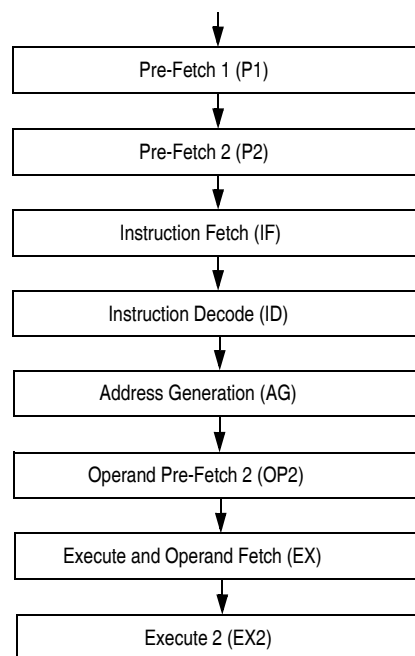 Pre-Fetch 1 (P1)
Pre-Fetch 2 (P2)
Instruction Fetch (IF)
Instruction Decode (ID)
Address Generation (AG)
Operand Pre-Fetch 2 (OP2)
Execute and Operand Fetch (EX)
Execute 2 (EX2)